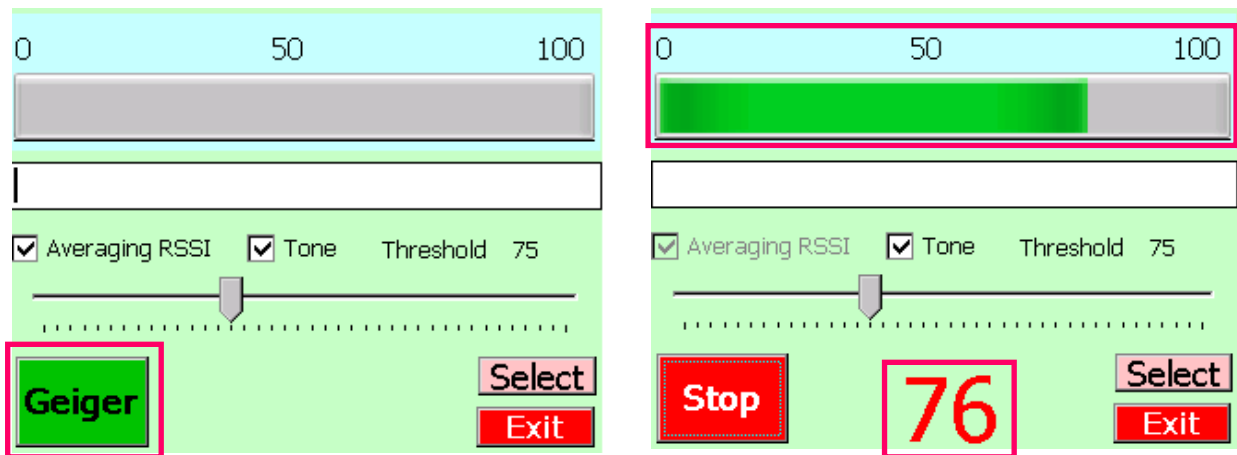 0 50 100
Averaging RSSI Tone Threshold 75
Geiger
Select
Exit
0 50 100
Averaging RSSI Tone Threshold 75
Stop
76
Select
Exit